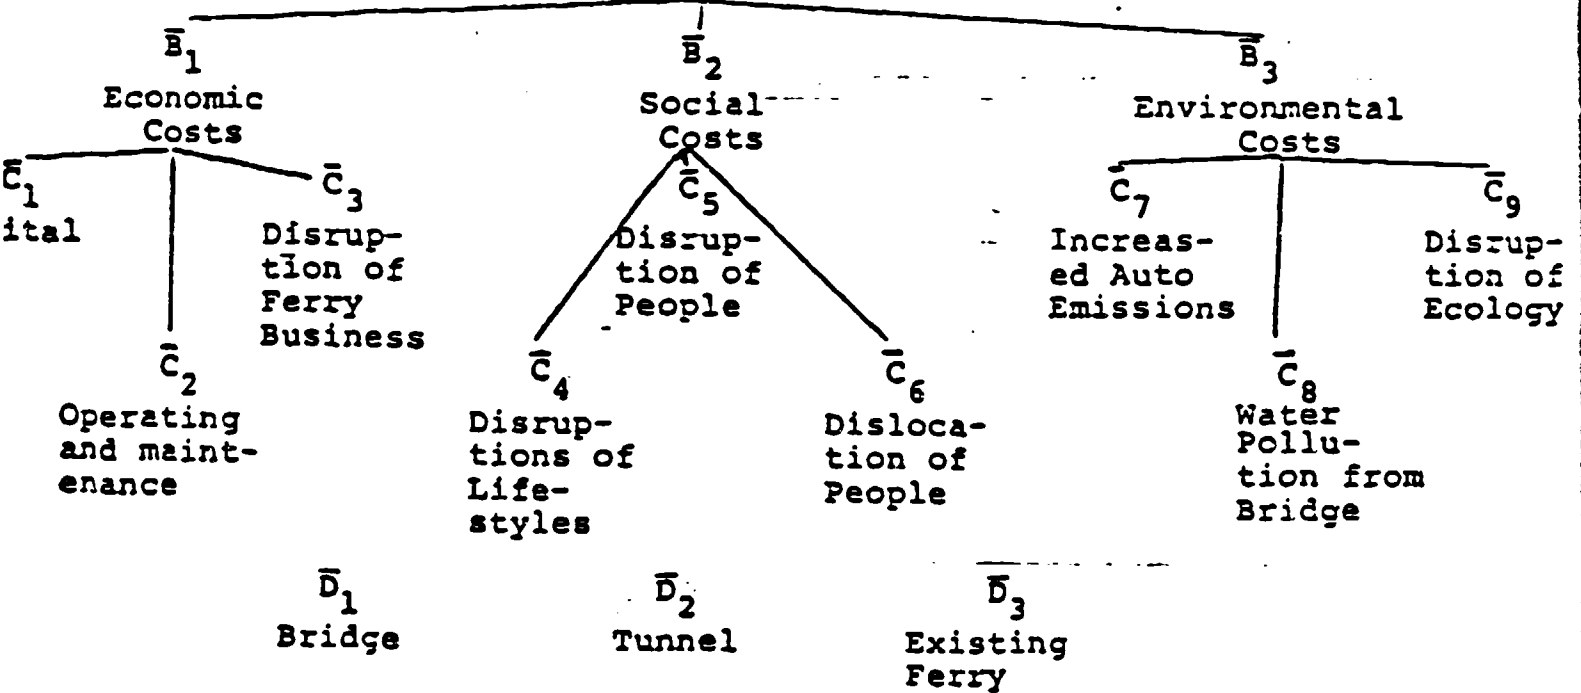 B̄1
B̄2
B̄3
Economic
Costs
Social
Costs
Environmental
Costs
C̄1
ital
C̄3
Disrup-
tion of
Ferry
Business
C̄5
Disrup-
tion of
People
C̄7
Increas-
ed Auto
Emissions
C̄9
Disrup-
tion of
Ecology
C̄2
Operating
and maint-
enance
C̄4
Disrup-
tions of
Life-
styles
C̄6
Disloca-
tion of
People
C̄8
Water
Pollu-
tion from
Bridge
D̄1
Bridge
D̄2
Tunnel
D̄3
Existing
Ferry